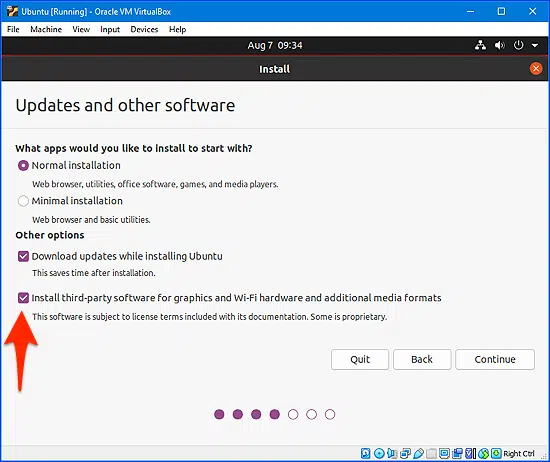 Ubuntu [Running] - Oracle VM VirtualBox
File Machine View Input Devices Help
Aug 7 09:34
Install
Updates and other software
What apps would you like to install to start with?
Normal installation
Web browser, utilities, office software, games, and media players.
Minimal installation
Web browser and basic utilities.
Other options
Download updates while installing Ubuntu
This saves time after installation.
Install third-party software for graphics and Wi-Fi hardware and additional media formats
This software is subject to license terms included with its documentation. Some is proprietary.
Quit Back Continue
Right Ctrl